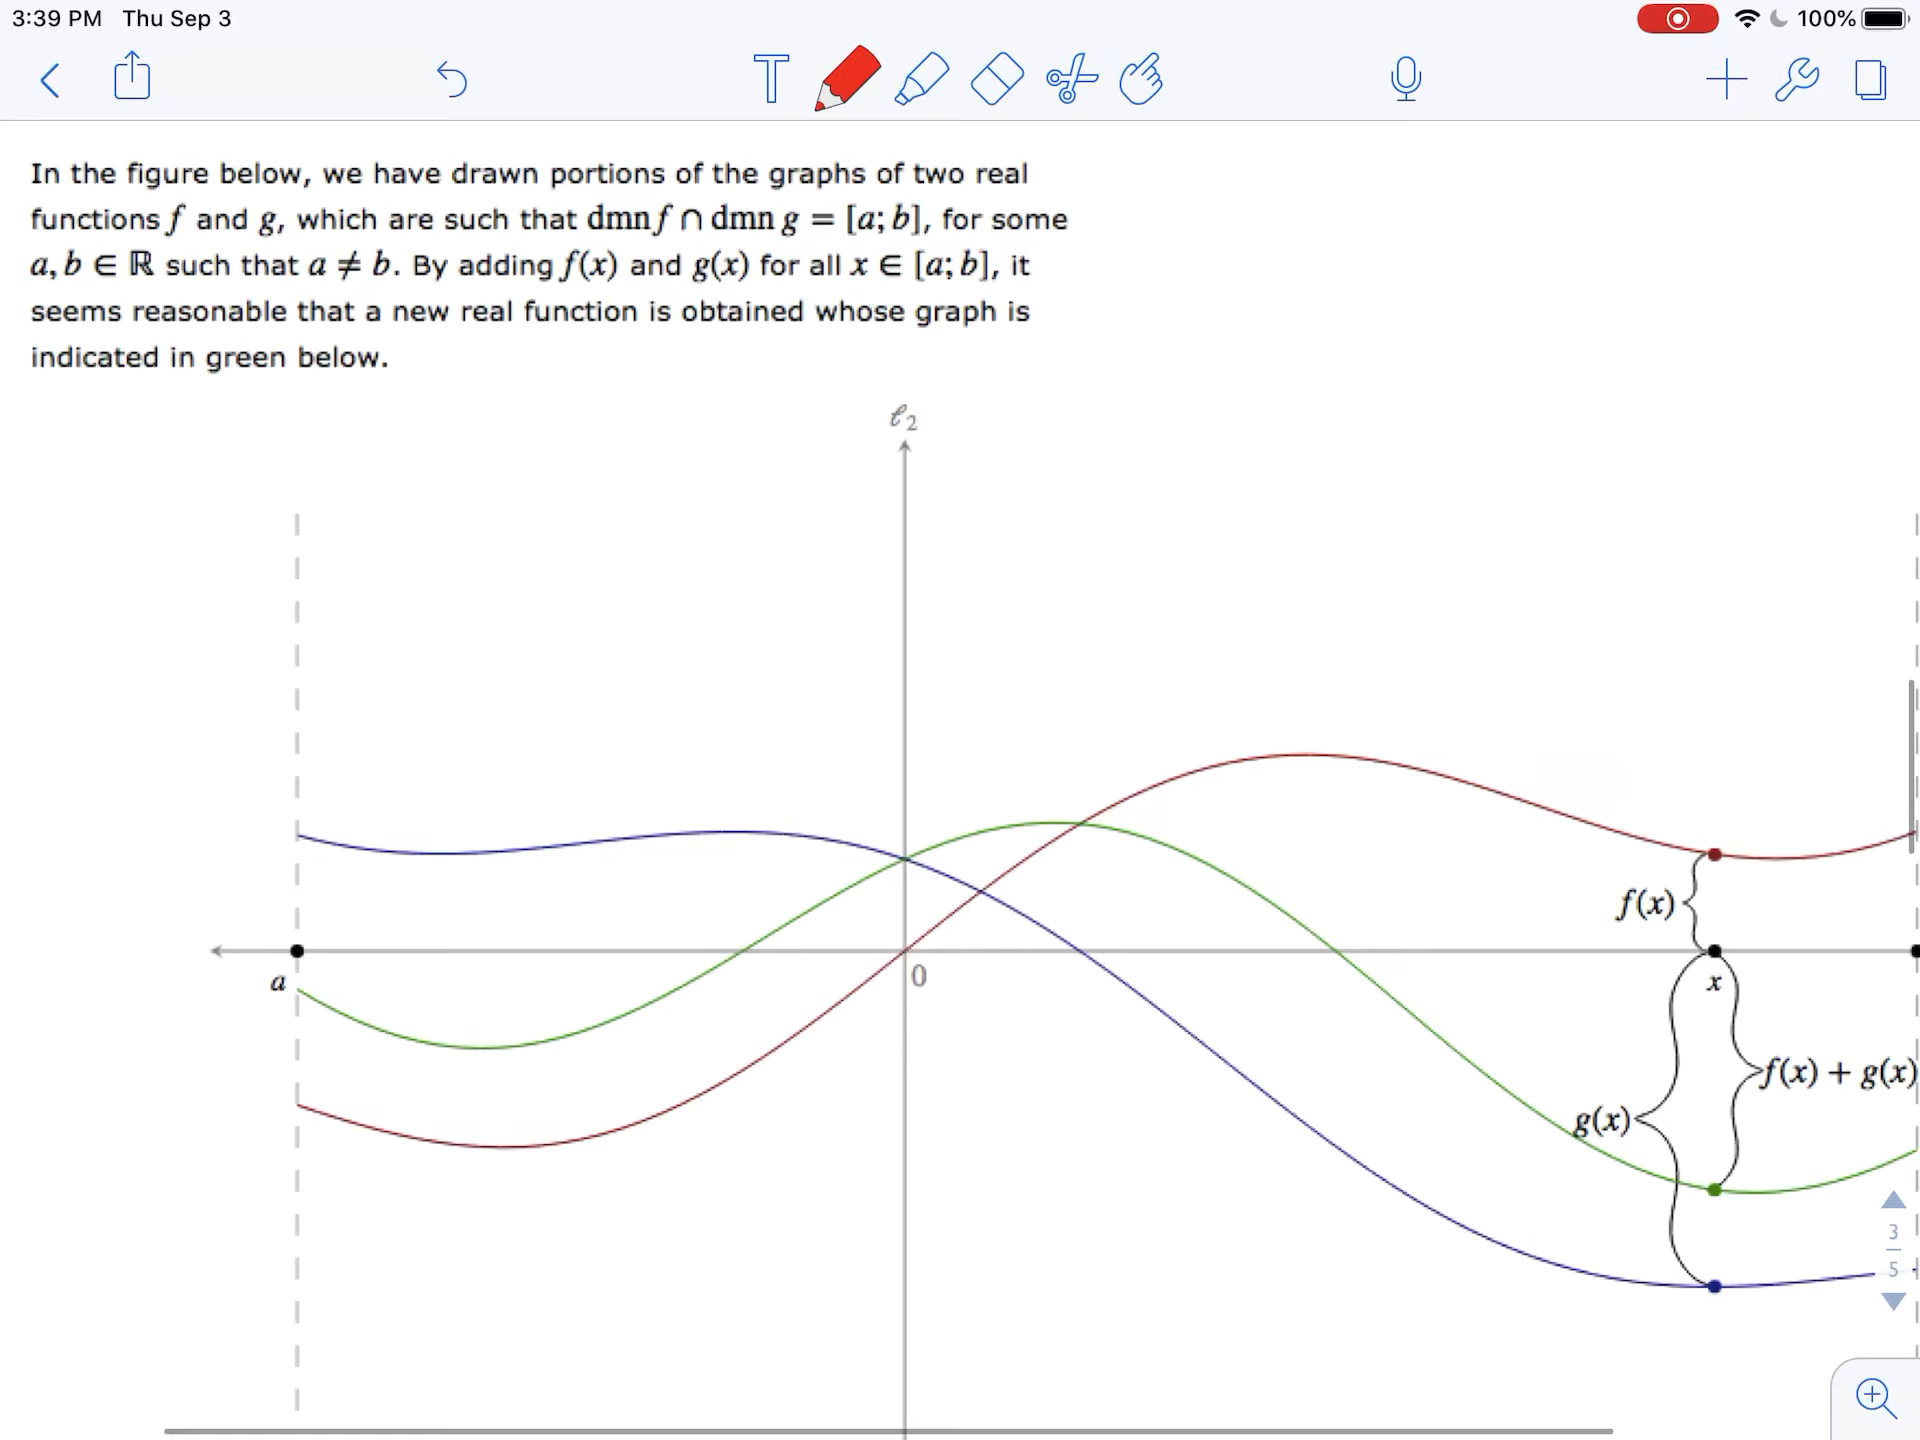 3:39 PM Thu Sep 3
100%
T
In the figure below, we have drawn portions of the graphs of two real
functions f and g, which are such that dmn f ∩ dmn g = [a; b], for some
a, b ∈ ℝ such that a ≠ b. By adding f(x) and g(x) for all x ∈ [a; b], it
seems reasonable that a new real function is obtained whose graph is
indicated in green below.
ℓ₂
f(x)
a
0
x
f(x) + g(x)
g(x)
3
5